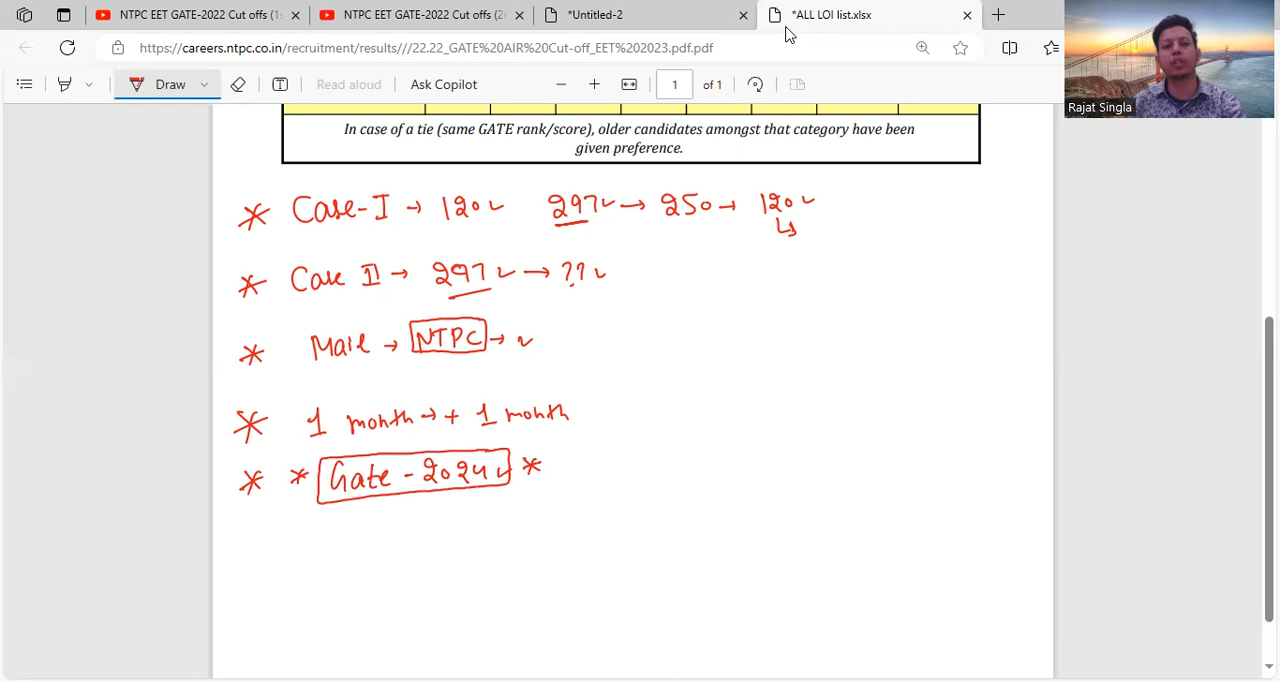 NTPC EET GATE-2022 Cut offs (1s
NTPC EET GATE-2022 Cut offs (2n
*Untitled-2
*ALL LOI list.xlsx
https://careers.ntpc.co.in/recruitment/results///22.22_GATE%20AIR%20Cut-off_EET%202023.pdf.pdf
Draw
Read aloud
Ask Copilot
1
of 1
Rajat Singla
In case of a tie (same GATE rank/score), older candidates amongst that category have been
given preference.
* Case-I → 120✓ 297✓ → 250 → 120✓
* Case II → 297✓ → ??✓
* Mail → NTPC → ✓
* 1 month → + 1 month
* * Gate - 2024✓ *